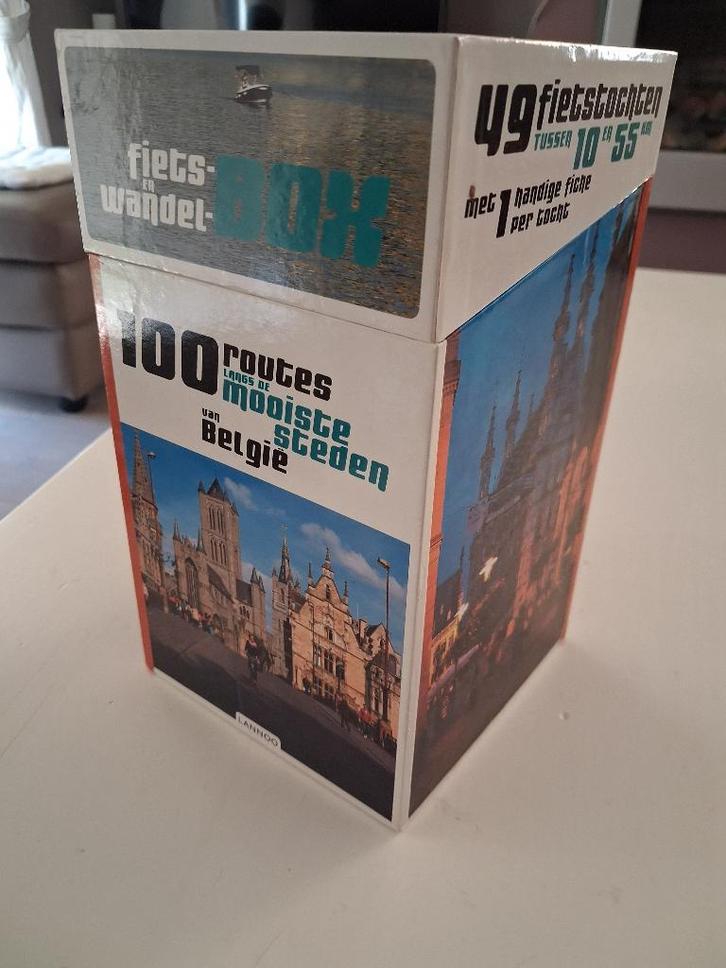 fiets-
EN
wandel-
BOX
100 routes
LANGS DE
mooiste
steden
van
België
LANNOO
49 fietstochten
TUSSEN 10 EN 55 KM
met 1 handige fiche
per tocht